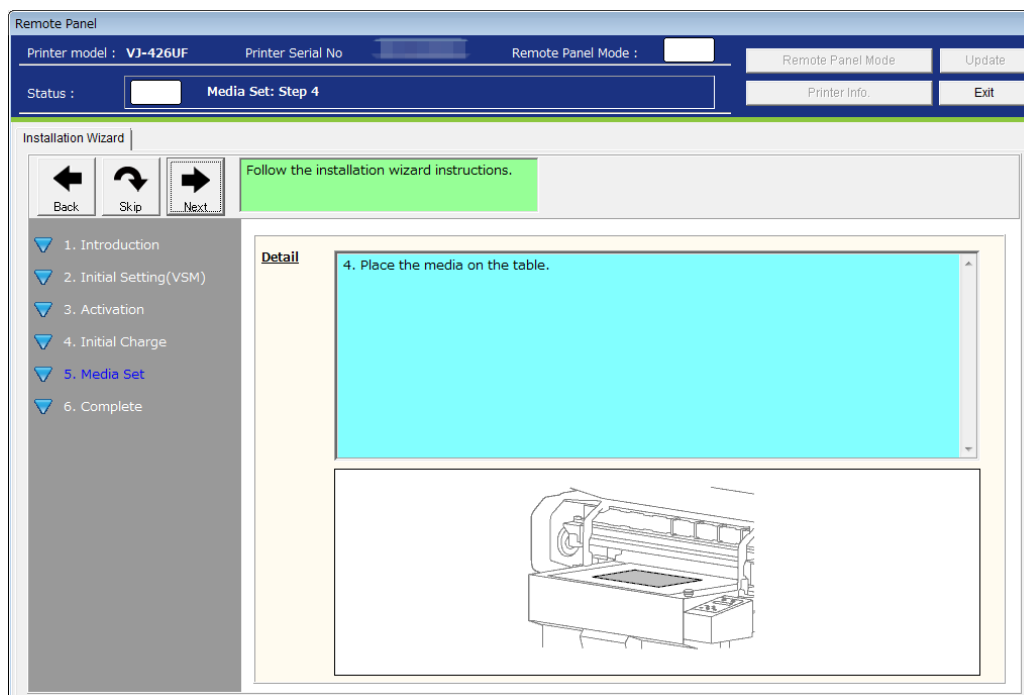 Remote Panel
Printer model : VJ-426UF Printer Serial No Remote Panel Mode :
Remote Panel Mode Update
Status : Media Set: Step 4
Printer Info. Exit
Installation Wizard
Back Skip Next
Follow the installation wizard instructions.
1. Introduction
2. Initial Setting(VSM)
3. Activation
4. Initial Charge
5. Media Set
6. Complete
Detail
4. Place the media on the table.